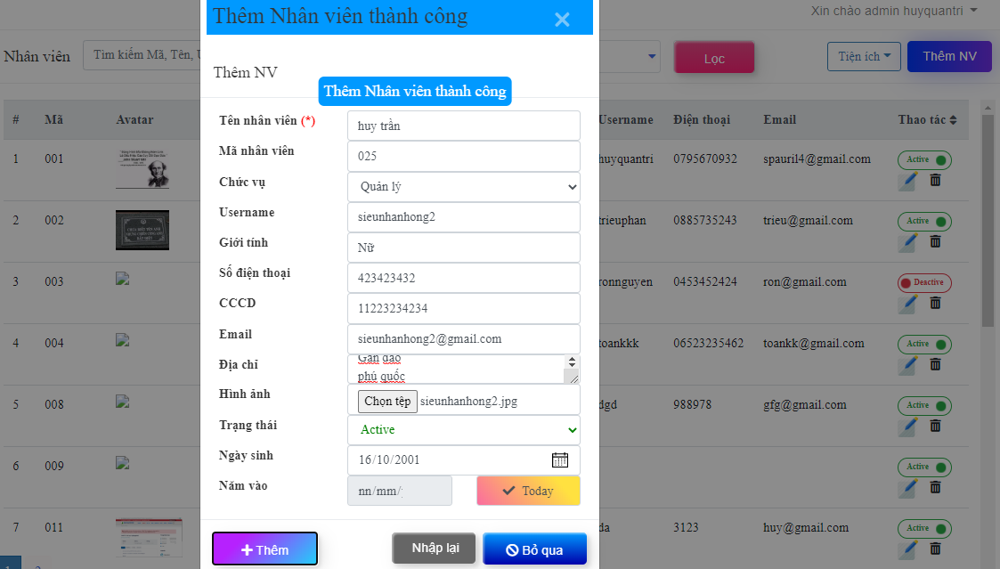 Thêm Nhân viên thành công
Xin chào admin huyquantri
Nhân viên
Tìm kiếm Mã, Tên, U
Lọc
Tiện ích
Thêm NV
Thêm NV
Thêm Nhân viên thành công
# Mã Avatar Username Điện thoại Email Thao tác
Tên nhân viên (*) huy trần
Mã nhân viên 025
Chức vụ Quản lý
Username sieunhanhong2
Giới tính Nữ
Số điện thoại 423423432
CCCD 11223234234
Email sieunhanhong2@gmail.com
Địa chỉ Gần đảo
phú quốc
Hình ảnh Chọn tệp sieunhanhong2.jpg
Trạng thái Active
Ngày sinh 16/10/2001
Năm vào nn/mm/ Today
Thêm Nhập lại Bỏ qua
1 001 huyquantri 0795670932 spauril4@gmail.com Active
2 002 trieuphan 0885735243 trieu@gmail.com Active
3 003 ronnguyen 0453452424 ron@gmail.com Deactive
4 004 toankkk 06523235462 toankk@gmail.com Active
5 008 dgd 988978 gfg@gmail.com Active
6 009 Active
7 011 da 3123 huy@gmail.com Active